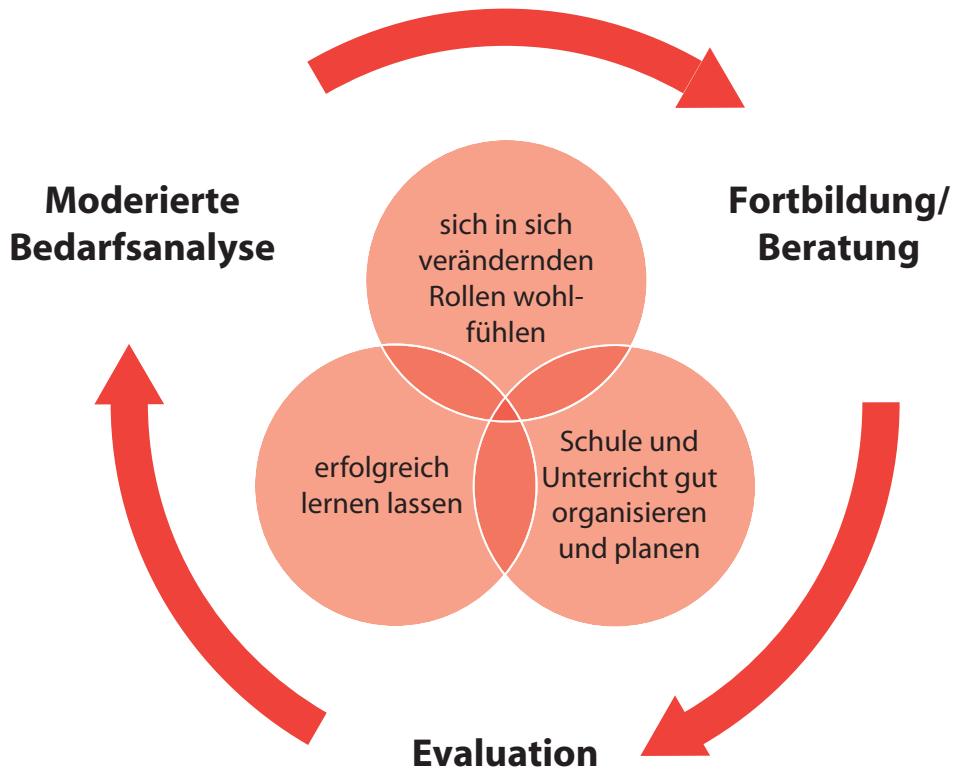 Moderierte
Bedarfsanalyse
Fortbildung/
Beratung
sich in sich
verändernden
Rollen wohl-
fühlen
erfolgreich
lernen lassen
Schule und
Unterricht gut
organisieren
und planen
Evaluation